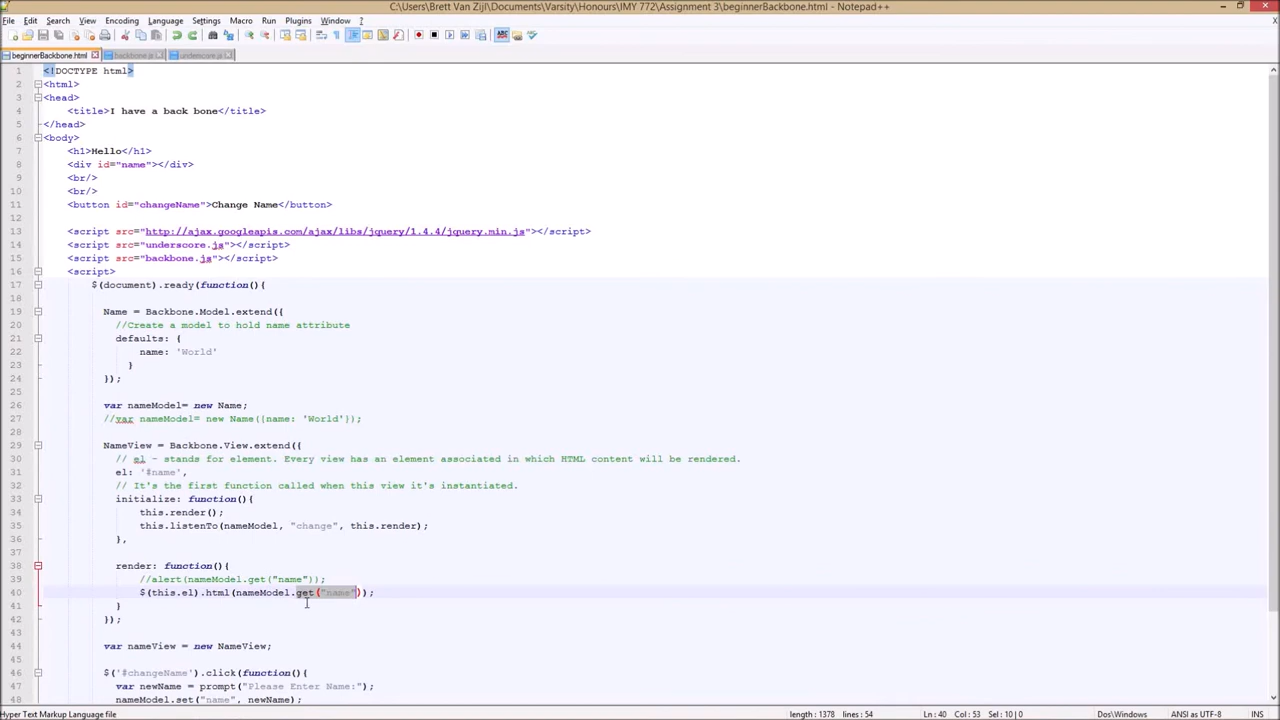 C:\Users\Brett Van Zijl\Documents\Varsity\Honours\IMY 772\Assignment 3\beginnerBackbone.html - Notepad++
File Edit Search View Encoding Language Settings Macro Run Plugins Window ? X
beginnerBackbone.html backbone.js underscore.js
1 <!DOCTYPE html>
2 <html>
3 <head>
4 <title>I have a back bone</title>
5 </head>
6 <body>
7 <h1>Hello</h1>
8 <div id="name"></div>
9 <br/>
10 <br/>
11 <button id="changeName">Change Name</button>
12
13 <script src="http://ajax.googleapis.com/ajax/libs/jquery/1.4.4/jquery.min.js"></script>
14 <script src="underscore.js"></script>
15 <script src="backbone.js"></script>
16 <script>
17 $(document).ready(function(){
18
19 Name = Backbone.Model.extend({
20 //Create a model to hold name attribute
21 defaults: {
22 name: 'World'
23 }
24 });
25
26 var nameModel= new Name;
27 //var nameModel= new Name({name: 'World'});
28
29 NameView = Backbone.View.extend({
30 // el - stands for element. Every view has an element associated in which HTML content will be rendered.
31 el: '#name',
32 // It's the first function called when this view it's instantiated.
33 initialize: function(){
34 this.render();
35 this.listenTo(nameModel, "change", this.render);
36 },
37
38 render: function(){
39 //alert(nameModel.get("name"));
40 $(this.el).html(nameModel.get("name"));
41 }
42 });
43
44 var nameView = new NameView;
45
46 $('#changeName').click(function(){
47 var newName = prompt("Please Enter Name:");
48 nameModel.set("name", newName);
Hyper Text Markup Language file length : 1378 lines : 54 Ln : 40 Col : 53 Sel : 10 | 0 Dos\Windows ANSI as UTF-8 INS